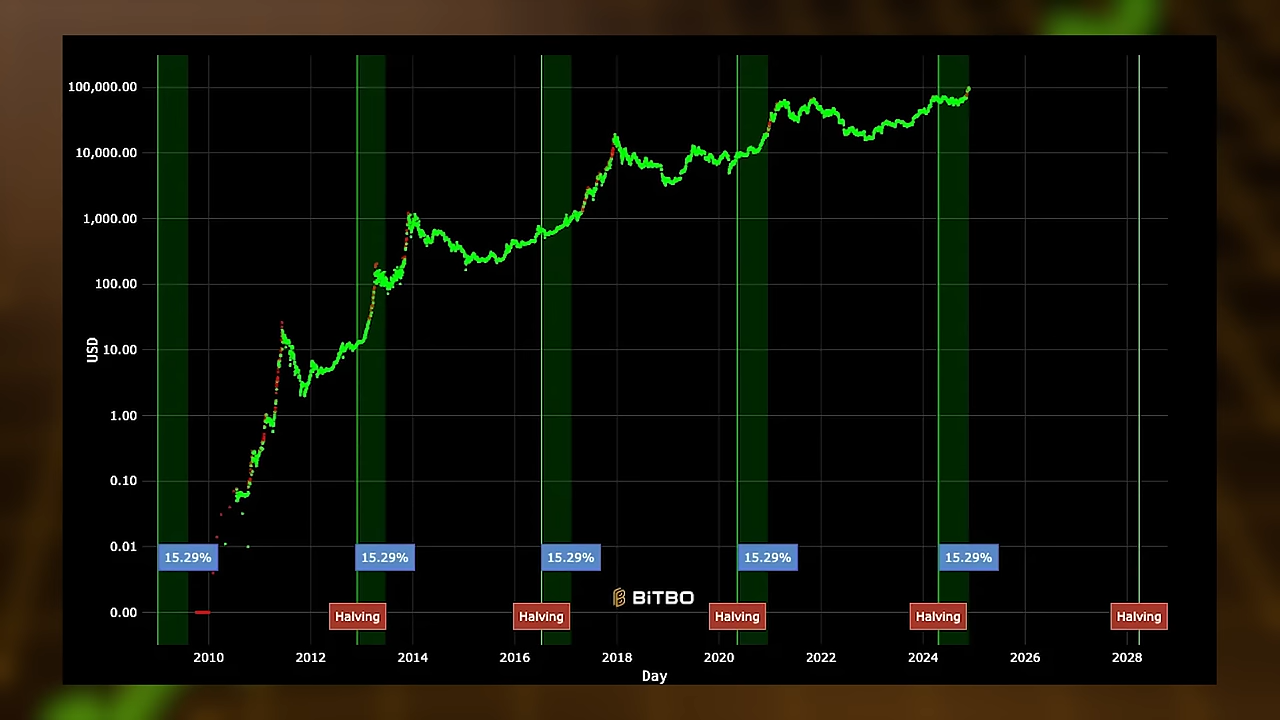 100,000.00
10,000.00
1,000.00
100.00
10.00
1.00
0.10
0.01
0.00
USD
15.29% 15.29% 15.29% 15.29% 15.29%
BiTBO
Halving Halving Halving Halving Halving
2010 2012 2014 2016 2018 2020 2022 2024 2026 2028
Day